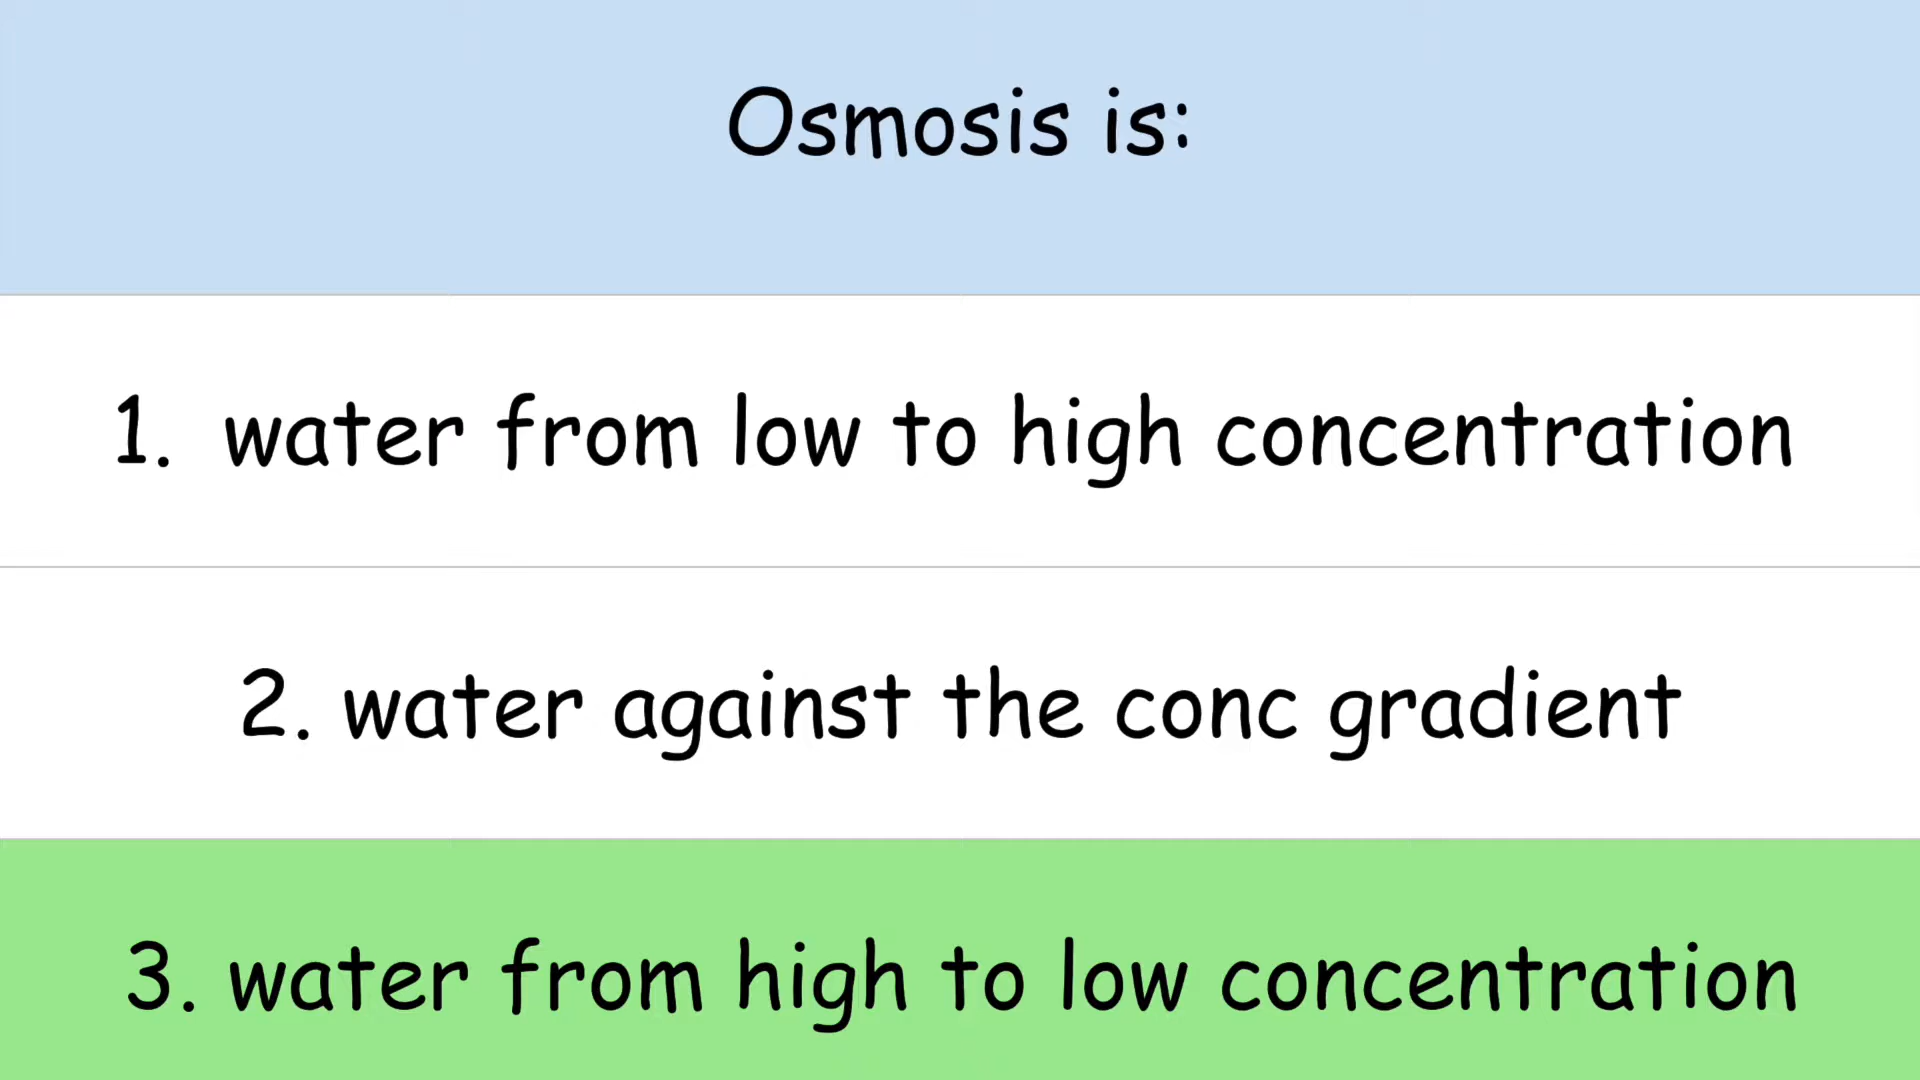 Osmosis is:
1. water from low to high concentration
2. water against the conc gradient
3. water from high to low concentration